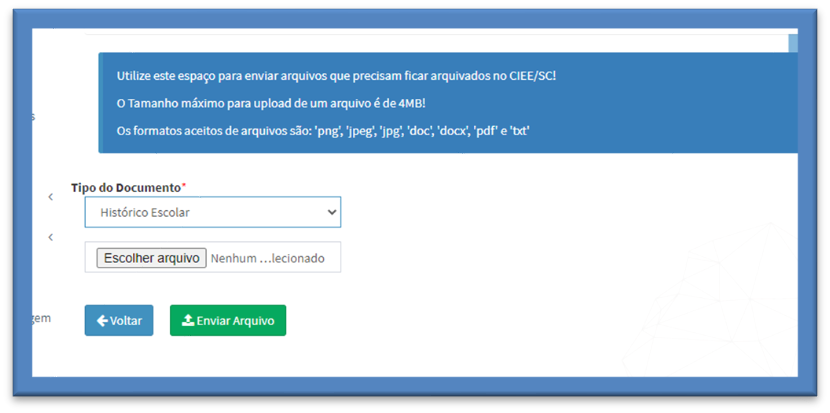 Utilize este espaço para enviar arquivos que precisam ficar arquivados no CIEE/SC!
O Tamanho máximo para upload de um arquivo é de 4MB!
Os formatos aceitos de arquivos são: 'png', 'jpeg', 'jpg', 'doc', 'docx', 'pdf' e 'txt'
Tipo do Documento*
Histórico Escolar
Escolher arquivo Nenhum ...lecionado
Voltar Enviar Arquivo